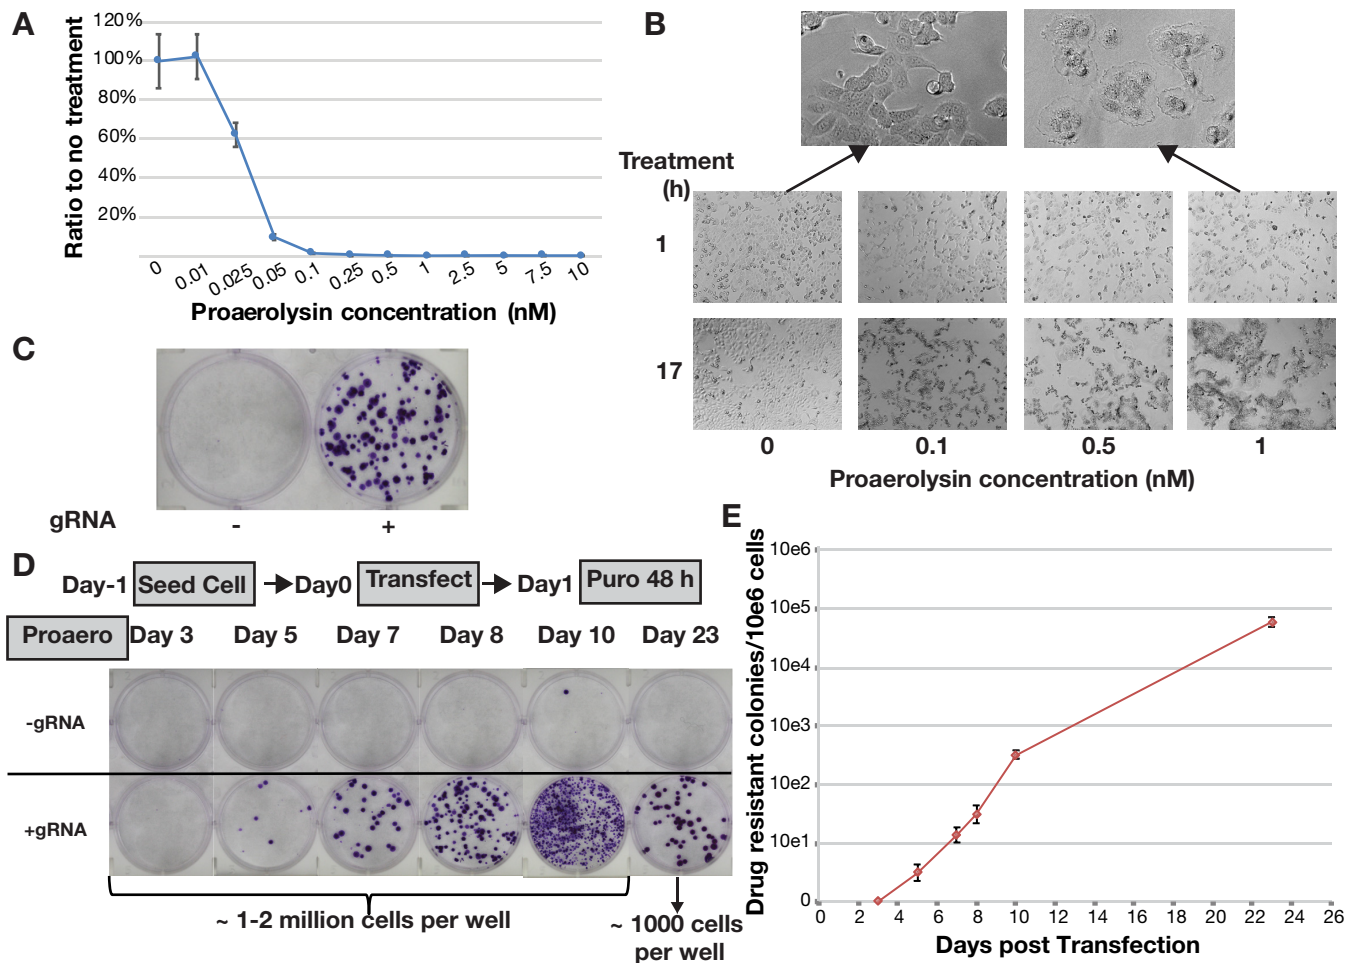 A
120%
100%
80%
60%
40%
20%
Ratio to no treatment
0 0.01 0.025 0.05 0.1 0.25 0.5 1 2.5 5 7.5 10
Proaerolysin concentration (nM)
B
Treatment
(h)
1
17
0 0.1 0.5 1
Proaerolysin concentration (nM)
C
gRNA - +
D
Day-1 Seed Cell Day0 Transfect Day1 Puro 48 h
Proaero Day 3 Day 5 Day 7 Day 8 Day 10 Day 23
-gRNA
+gRNA
~ 1-2 million cells per well
~ 1000 cells
per well
E
Drug resistant colonies/10e6 cells
10e6
10e5
10e4
10e3
10e2
10e1
0
0 2 4 6 8 10 12 14 16 18 20 22 24 26
Days post Transfection